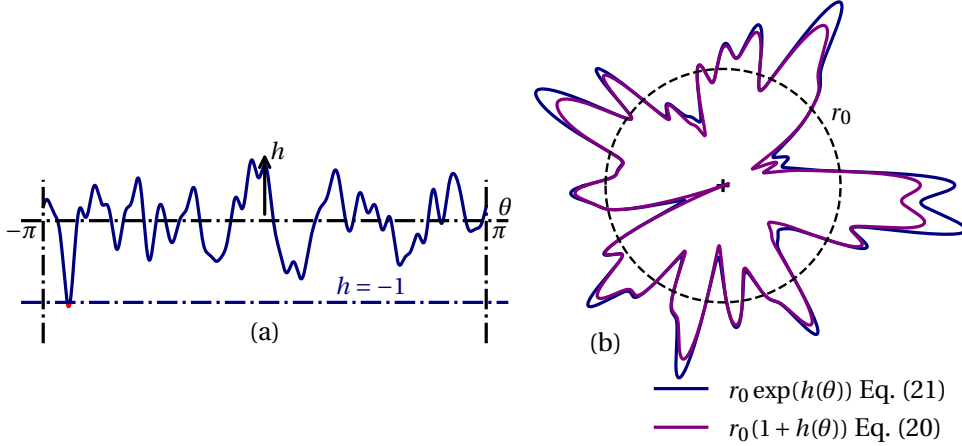 h
θ
−π
π
h = −1
(a)
r₀
(b)
r₀ exp(h(θ)) Eq. (21)
r₀(1 + h(θ)) Eq. (20)